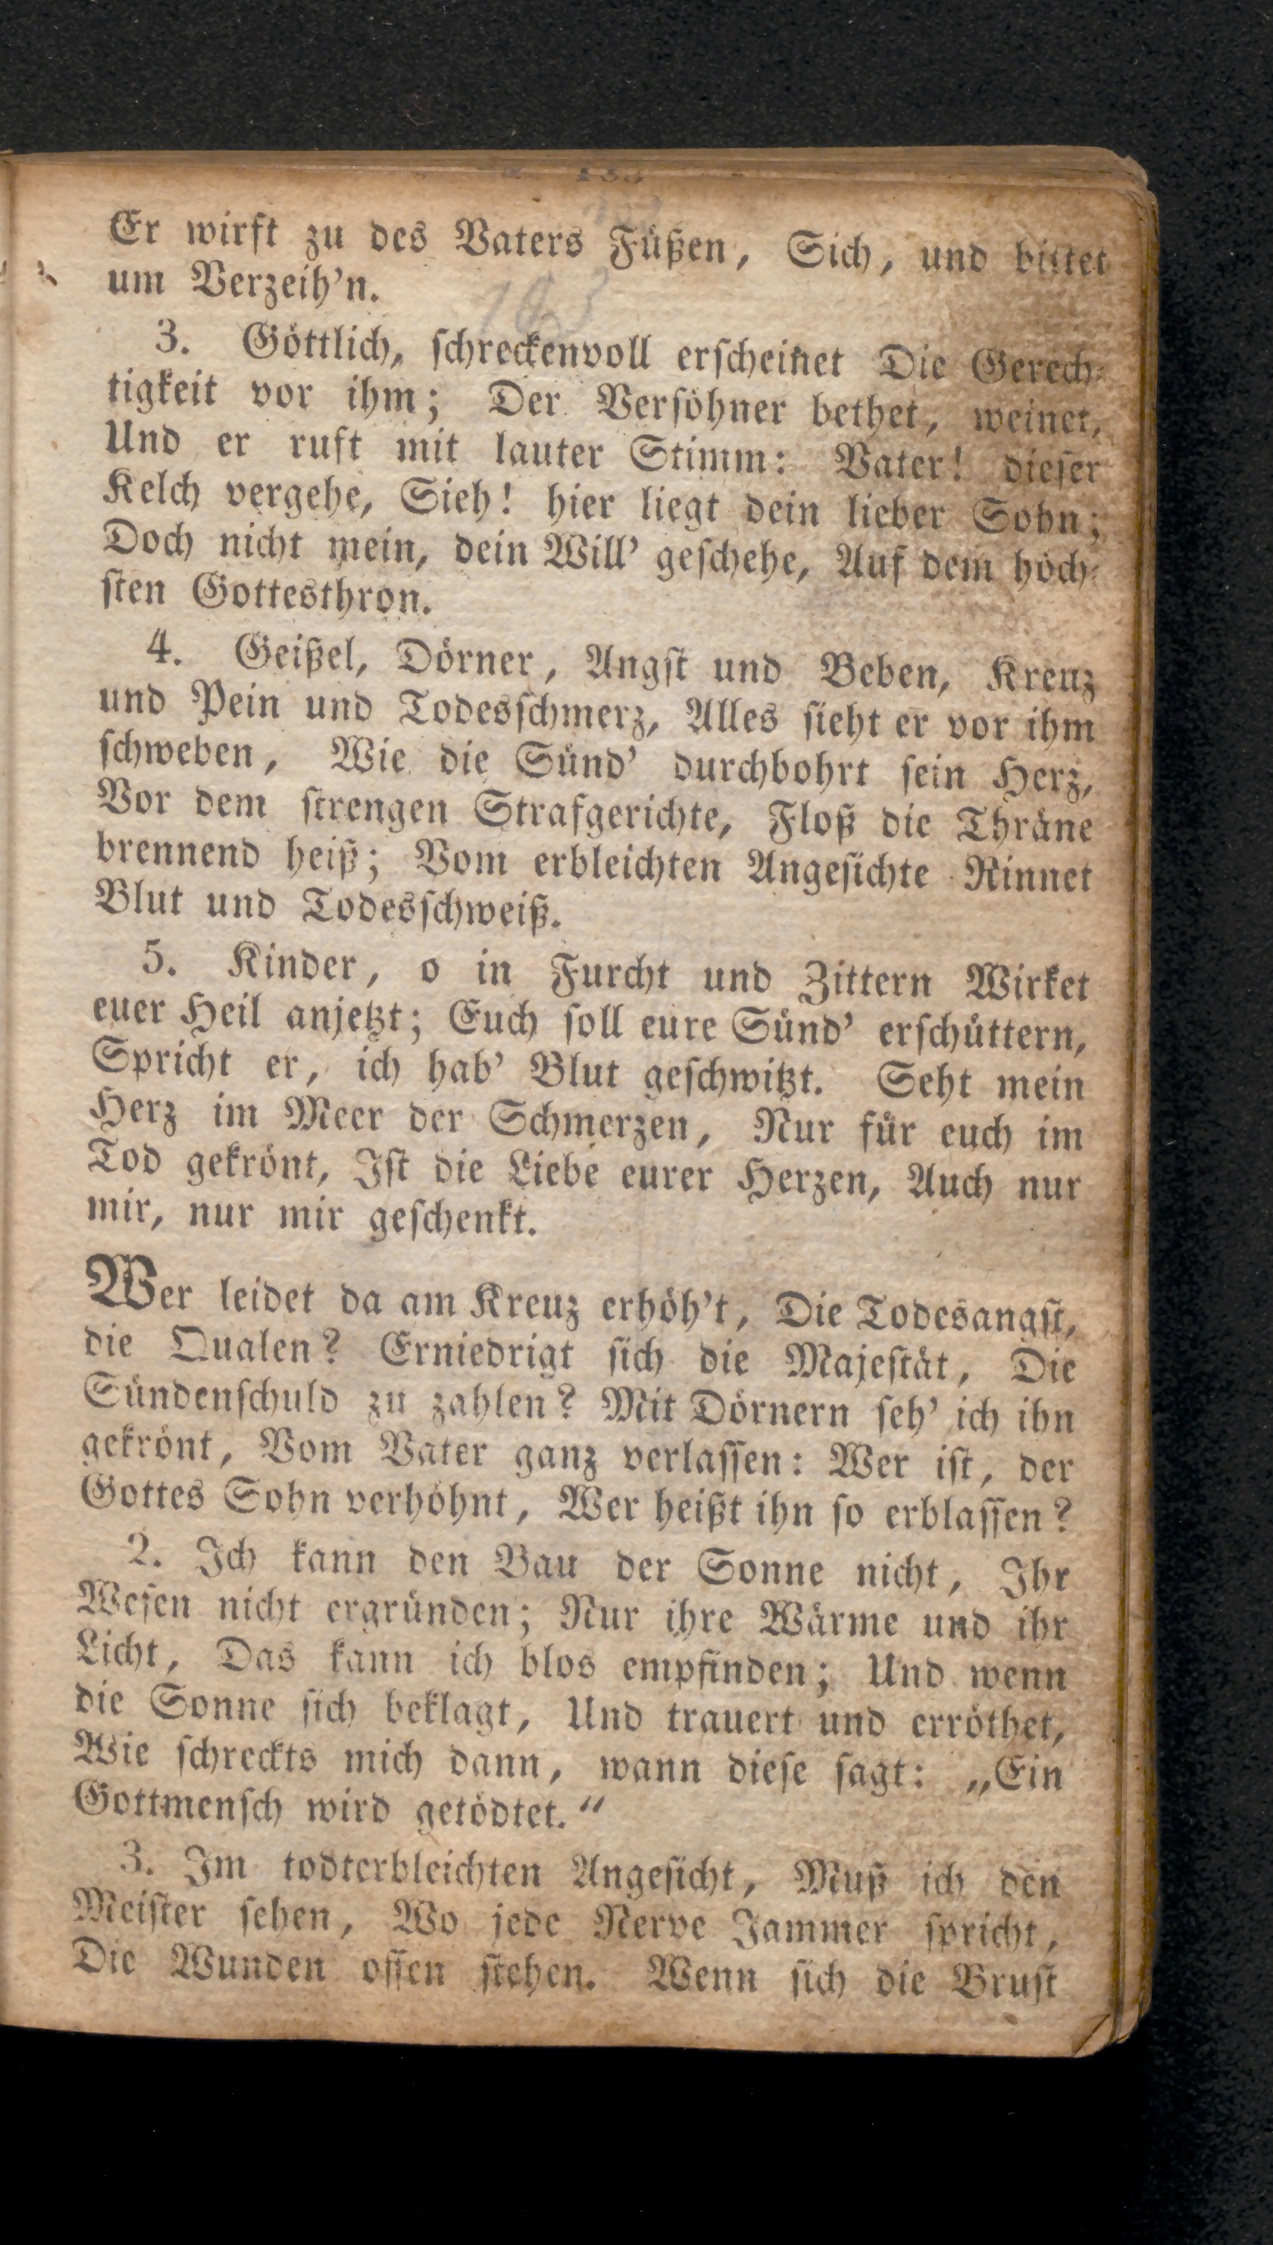 Er wirft zu des Vaters Füßen, Sich, und bittet
um Verzeih'n.
3. Göttlich, schreckenvoll erscheinet Die Gerech-
tigkeit vor ihm; Der Versöhner bethet, weinet,
Und er ruft mit lauter Stimm: Vater! dieser
Kelch vergehe, Sieh! hier liegt dein lieber Sohn;
Doch nicht mein, dein Will' geschehe, Auf dem höch-
sten Gottesthron.
4. Geißel, Dörner, Angst und Beben, Kreuz
und Pein und Todesschmerz, Alles sieht er vor ihm
schweben, Wie die Sünd' durchbohrt sein Herz,
Vor dem strengen Strafgerichte, Floß die Thräne
brennend heiß; Vom erbleichten Angesichte Rinnet
Blut und Todesschweiß.
5. Kinder, o in Furcht und Zittern Wirket
euer Heil anjetzt; Euch soll eure Sünd' erschüttern,
Spricht er, ich hab' Blut geschwitzt. Seht mein
Herz im Meer der Schmerzen, Nur für euch im
Tod gekrönt, Ist die Liebe eurer Herzen, Auch nur
mir, nur mir geschenkt.
Wer leidet da am Kreuz erhöh't, Die Todesangst,
die Qualen? Erniedrigt sich die Majestät, Die
Sündenschuld zu zahlen? Mit Dörnern seh' ich ihn
gekrönt, Vom Vater ganz verlassen: Wer ist, der
Gottes Sohn verhöhnt, Wer heißt ihn so erblassen?
2. Ich kann den Bau der Sonne nicht, Ihr
Wesen nicht ergründen; Nur ihre Wärme und ihr
Licht, Das kann ich blos empfinden; Und wenn
die Sonne sich beklagt, Und trauert und erröthet,
Wie schreckts mich dann, wann diese sagt: „Ein
Gottmensch wird getödtet.“
3. Im todterbleichten Angesicht, Muß ich den
Meister sehen, Wo jede Nerve Jammer spricht,
Die Wunden offen stehen. Wenn sich die Brust